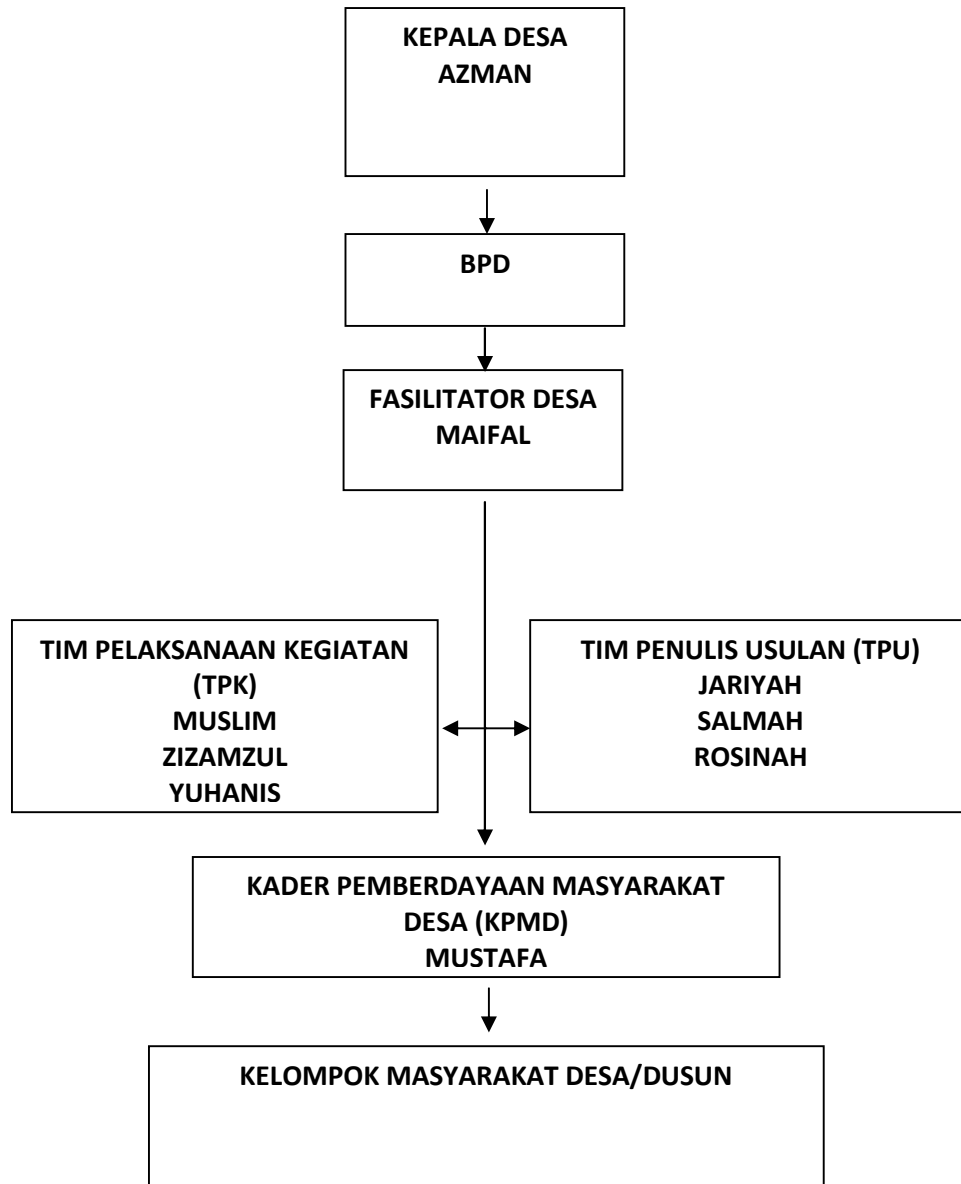 KEPALA DESA
AZMAN
BPD
FASILITATOR DESA
MAIFAL
TIM PELAKSANAAN KEGIATAN
(TPK)
MUSLIM
ZIZAMZUL
YUHANIS
TIM PENULIS USULAN (TPU)
JARIYAH
SALMAH
ROSINAH
KADER PEMBERDAYAAN MASYARAKAT
DESA (KPMD)
MUSTAFA
KELOMPOK MASYARAKAT DESA/DUSUN